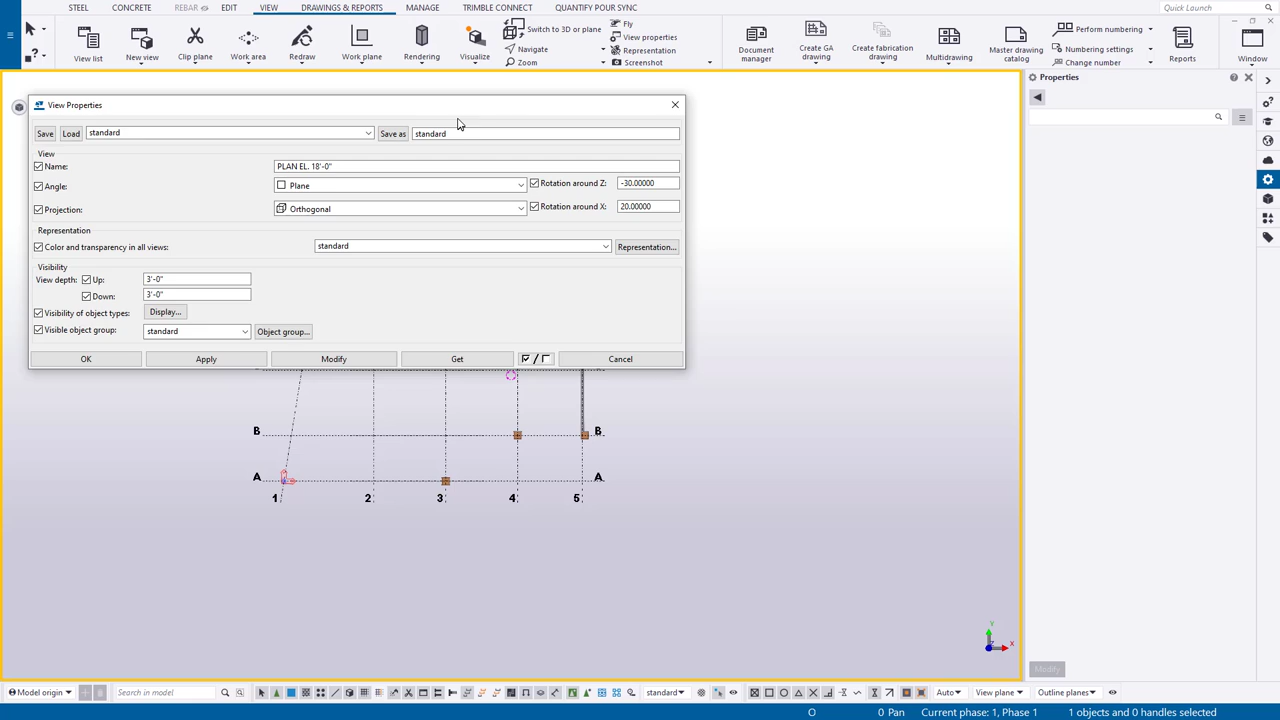 STEEL CONCRETE REBAR EDIT VIEW DRAWINGS & REPORTS MANAGE TRIMBLE CONNECT QUANTIFY POUR SYNC Quick Launch
View list New view Clip plane Work area Redraw Work plane Rendering Visualize
Switch to 3D or plane
Navigate
Zoom
Fly
View properties
Representation
Screenshot
Document manager
Create GA drawing
Create fabrication drawing
Multidrawing
Perform numbering
Numbering settings
Change number
Master drawing catalog
Reports
Window
Properties
View Properties
Save Load standard Save as standard
View
Name: PLAN EL. 18'-0"
Angle: Plane Rotation around Z: -30.00000
Projection: Orthogonal Rotation around X: 20.00000
Representation
Color and transparency in all views: standard Representation...
Visibility
View depth: Up: 3'-0"
Down: 3'-0"
Visibility of object types: Display...
Visible object group: standard Object group...
OK Apply Modify Get / Cancel
B B
A A
1 2 3 4 5
Y
X
Z
Modify
Model origin Search in model standard Auto View plane Outline planes
O 0 Pan Current phase: 1, Phase 1 1 objects and 0 handles selected